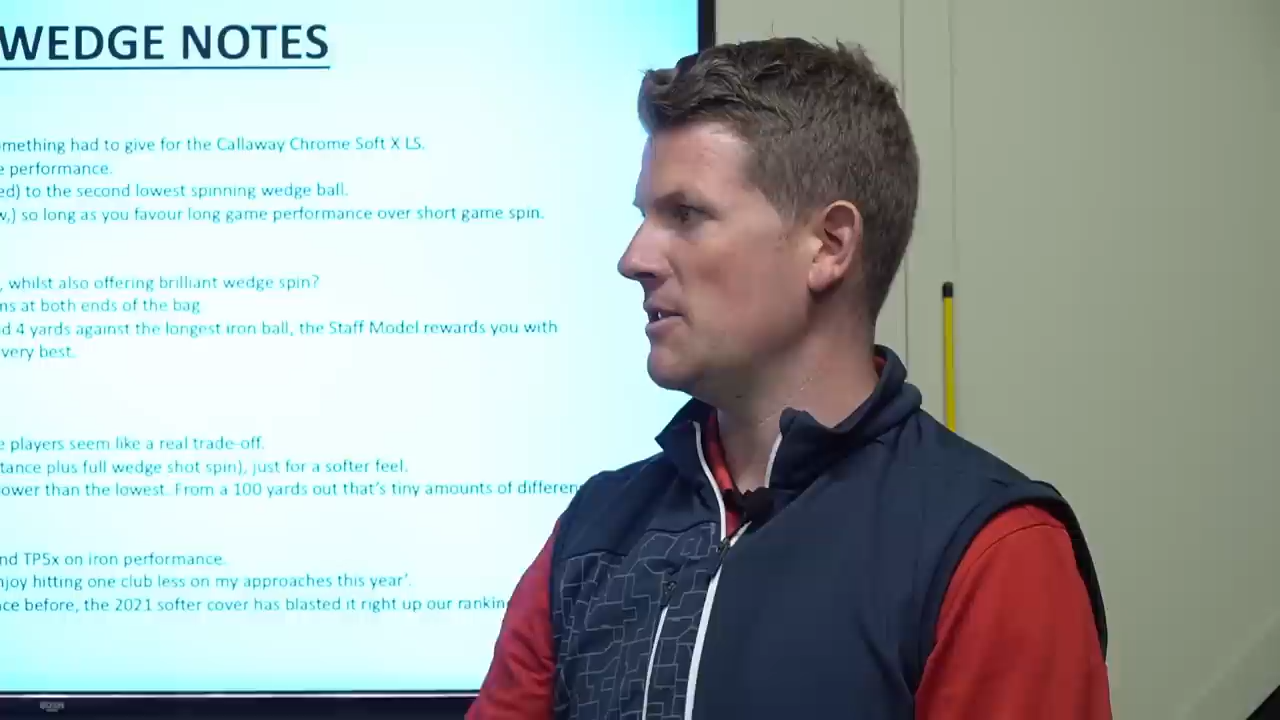 WEDGE NOTES
omething had to give for the Callaway Chrome Soft X LS.
e performance.
ed) to the second lowest spinning wedge ball.
w,) so long as you favour long game performance over short game spin.
, whilst also offering brilliant wedge spin?
ns at both ends of the bag
d 4 yards against the longest iron ball, the Staff Model rewards you with
very best.
e players seem like a real trade-off.
tance plus full wedge shot spin), just for a softer feel.
ower than the lowest. From a 100 yards out that's tiny amounts of differen
nd TP5x on iron performance.
njoy hitting one club less on my approaches this year'.
ce before, the 2021 softer cover has blasted it right up our rankin